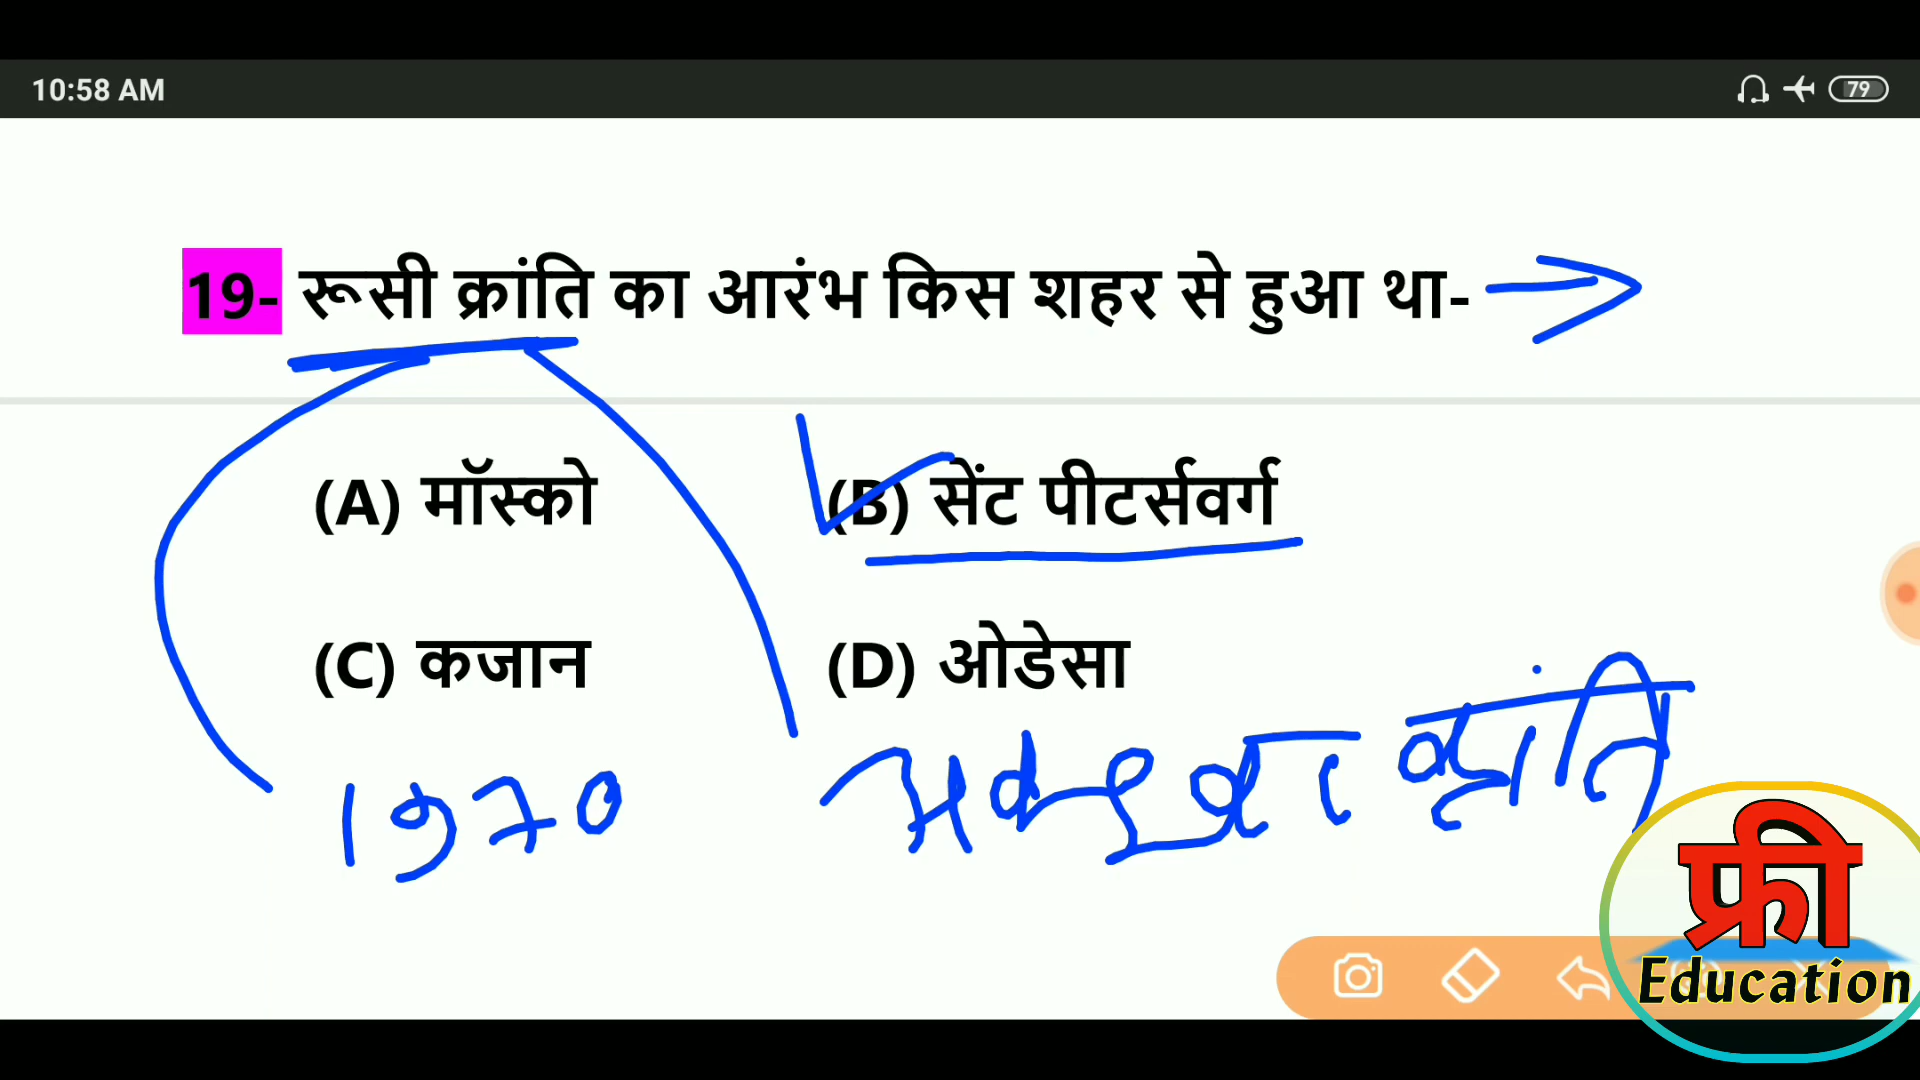 10:58 AM
79
19- रूसी क्रांति का आरंभ किस शहर से हुआ था-
(A) मॉस्को
(B) सेंट पीटर्सवर्ग
(C) कजान
(D) ओडेसा
1970
क्रांति
फ्री
Education